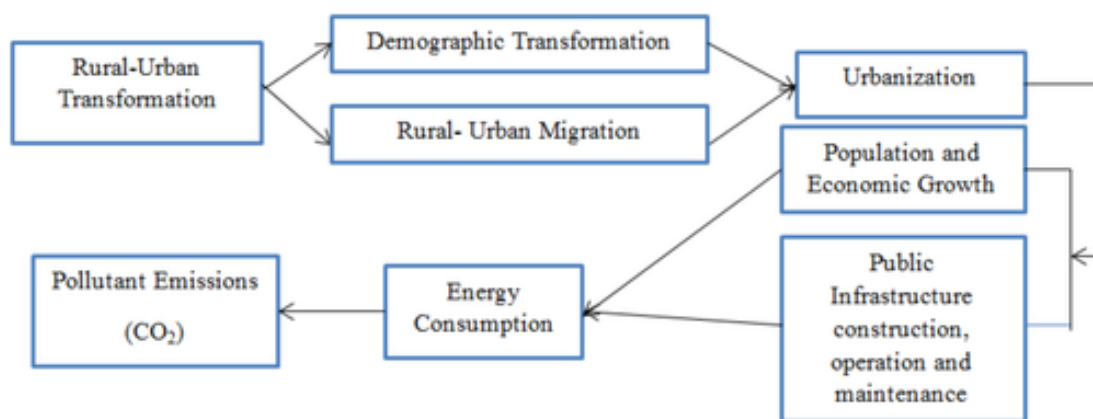 Rural-Urban
Transformation
Demographic Transformation
Rural- Urban Migration
Urbanization
Population and
Economic Growth
Public
Infrastructure
construction,
operation and
maintenance
Energy
Consumption
Pollutant Emissions
(CO₂)